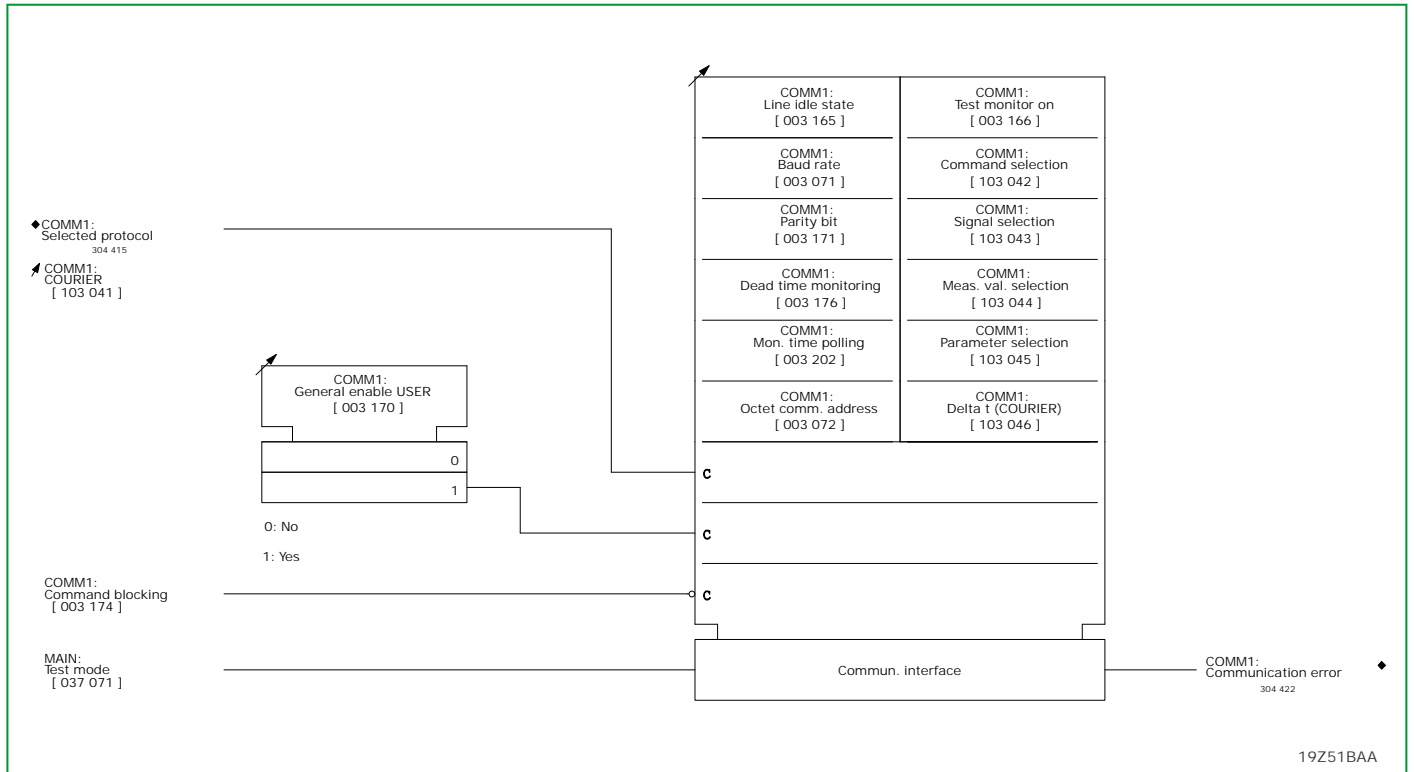 COMM1:
Line idle state
[ 003 165 ]
COMM1:
Test monitor on
[ 003 166 ]
COMM1:
Baud rate
[ 003 071 ]
COMM1:
Command selection
[ 103 042 ]
COMM1:
Parity bit
[ 003 171 ]
COMM1:
Signal selection
[ 103 043 ]
COMM1:
Dead time monitoring
[ 003 176 ]
COMM1:
Meas. val. selection
[ 103 044 ]
COMM1:
Mon. time polling
[ 003 202 ]
COMM1:
Parameter selection
[ 103 045 ]
COMM1:
Octet comm. address
[ 003 072 ]
COMM1:
Delta t (COURIER)
[ 103 046 ]
COMM1:
Selected protocol
304 415
COMM1:
COURIER
[ 103 041 ]
COMM1:
General enable USER
[ 003 170 ]
0
1
0: No
1: Yes
C
C
C
COMM1:
Command blocking
[ 003 174 ]
MAIN:
Test mode
[ 037 071 ]
Commun. interface
COMM1:
Communication error
304 422
19Z51BAA